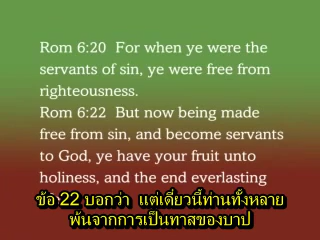 Rom 6:20  For when ye were the
servants of sin, ye were free from
righteousness.
Rom 6:22  But now being made
free from sin, and become servants
to God, ye have your fruit unto
holiness, and the end everlasting
ข้อ 22 บอกว่า  แต่เดี๋ยวนี้ท่านทั้งหลาย
พ้นจากการเป็นทาสของบาป